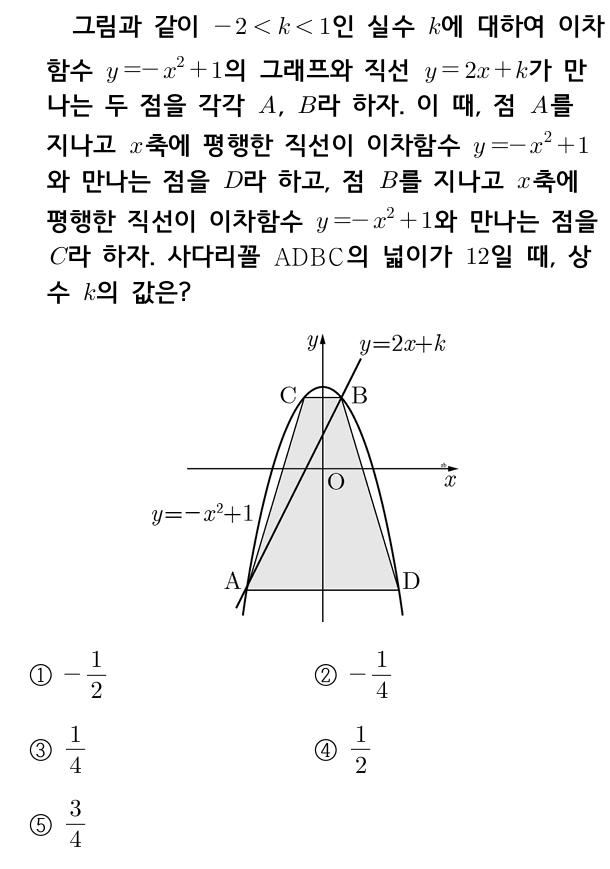 그림과 같이 $-2<k<1$인 실수 $k$에 대하여 이차
함수 $y=-x^2+1$의 그래프와 직선 $y=2x+k$가 만
나는 두 점을 각각 $A$, $B$라 하자. 이 때, 점 $A$를
지나고 $x$축에 평행한 직선이 이차함수 $y=-x^2+1$
와 만나는 점을 $D$라 하고, 점 $B$를 지나고 $x$축에
평행한 직선이 이차함수 $y=-x^2+1$와 만나는 점을
$C$라 하자. 사다리꼴 ADBC의 넓이가 12일 때, 상
수 $k$의 값은?
y
y=2x+k
C
B
O
x
y=-x²+1
A
D
① $-\frac{1}{2}$
② $-\frac{1}{4}$
③ $\frac{1}{4}$
④ $\frac{1}{2}$
⑤ $\frac{3}{4}$